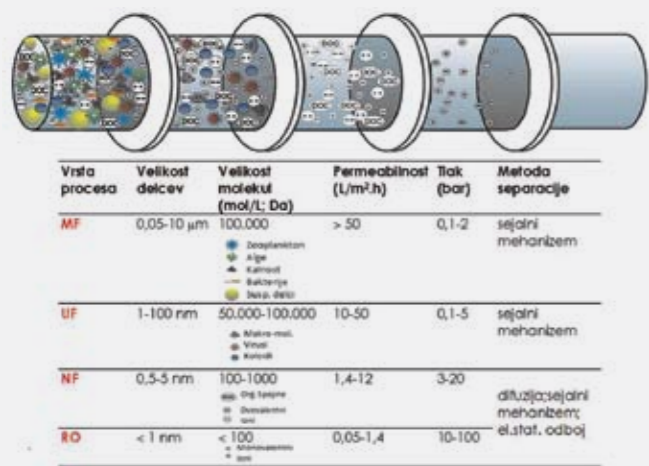 Vrsta procesa Velikost delcev Velikost molekul (mol/L; Da) Permeabilnost (L/m².h) Tlak (bar) Metoda separacije
MF 0,05-10 µm 100.000 > 50 0,1-2 sejalni mehanizem
Zooplankton
Alge
Kalnost
Bakterije
Susp. delci
UF 1-100 nm 50.000-100.000 10-50 0,1-5 sejalni mehanizem
Makro-mol.
Virusi
Koloidi
NF 0,5-5 nm 100-1000 1,4-12 3-20 difuzija;sejalni mehanizem; el.stat. odboj
Org. Spojine
Dvovalentni ioni
RO < 1 nm < 100 0,05-1,4 10-100
Monovalentni ioni